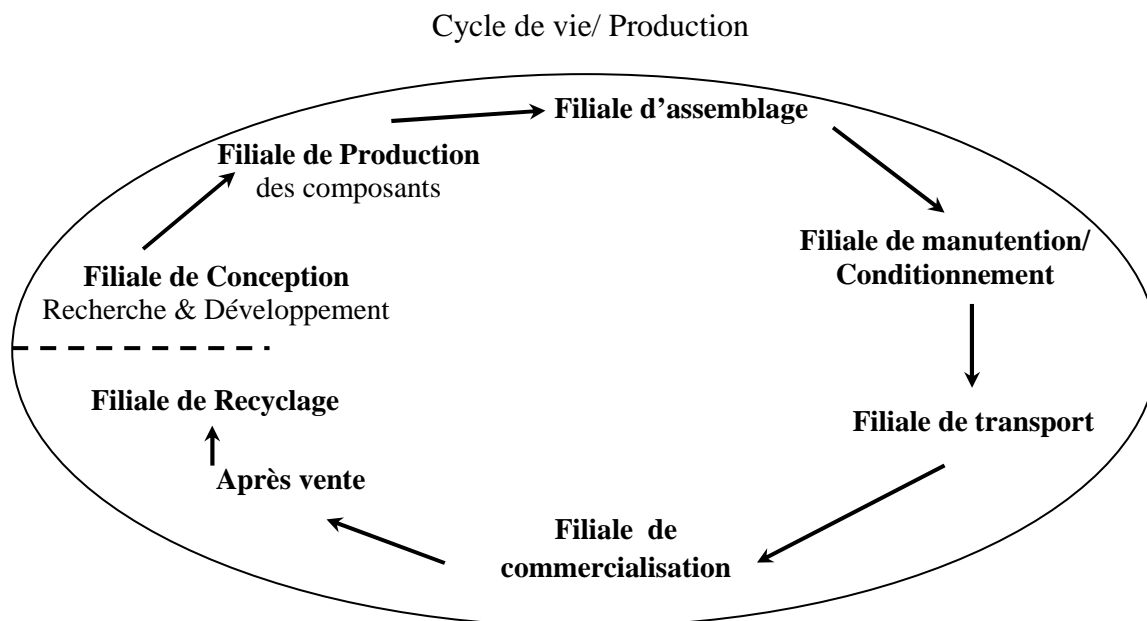 Cycle de vie/ Production
Filiale d’assemblage
Filiale de Production
des composants
Filiale de manutention/
Conditionnement
Filiale de Conception
Recherche & Développement
Filiale de Recyclage
Filiale de transport
Après vente
Filiale de
commercialisation